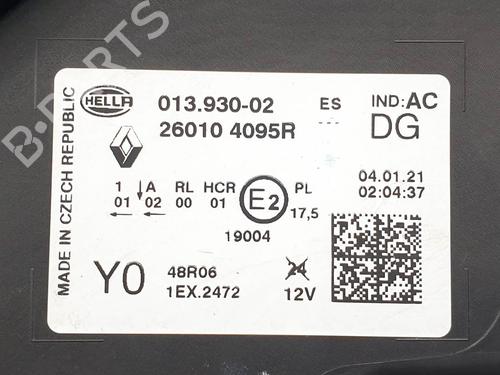 B-PARTS
MADE IN CZECH REPUBLIC
HELLA
013.930-02 ES IND:AC
26010 4095R DG
04.01.21
02:04:37
1 A RL HCR E2 PL
01 02 00 01 17,5
19004
Y0 48R06 24
1EX.2472 12V